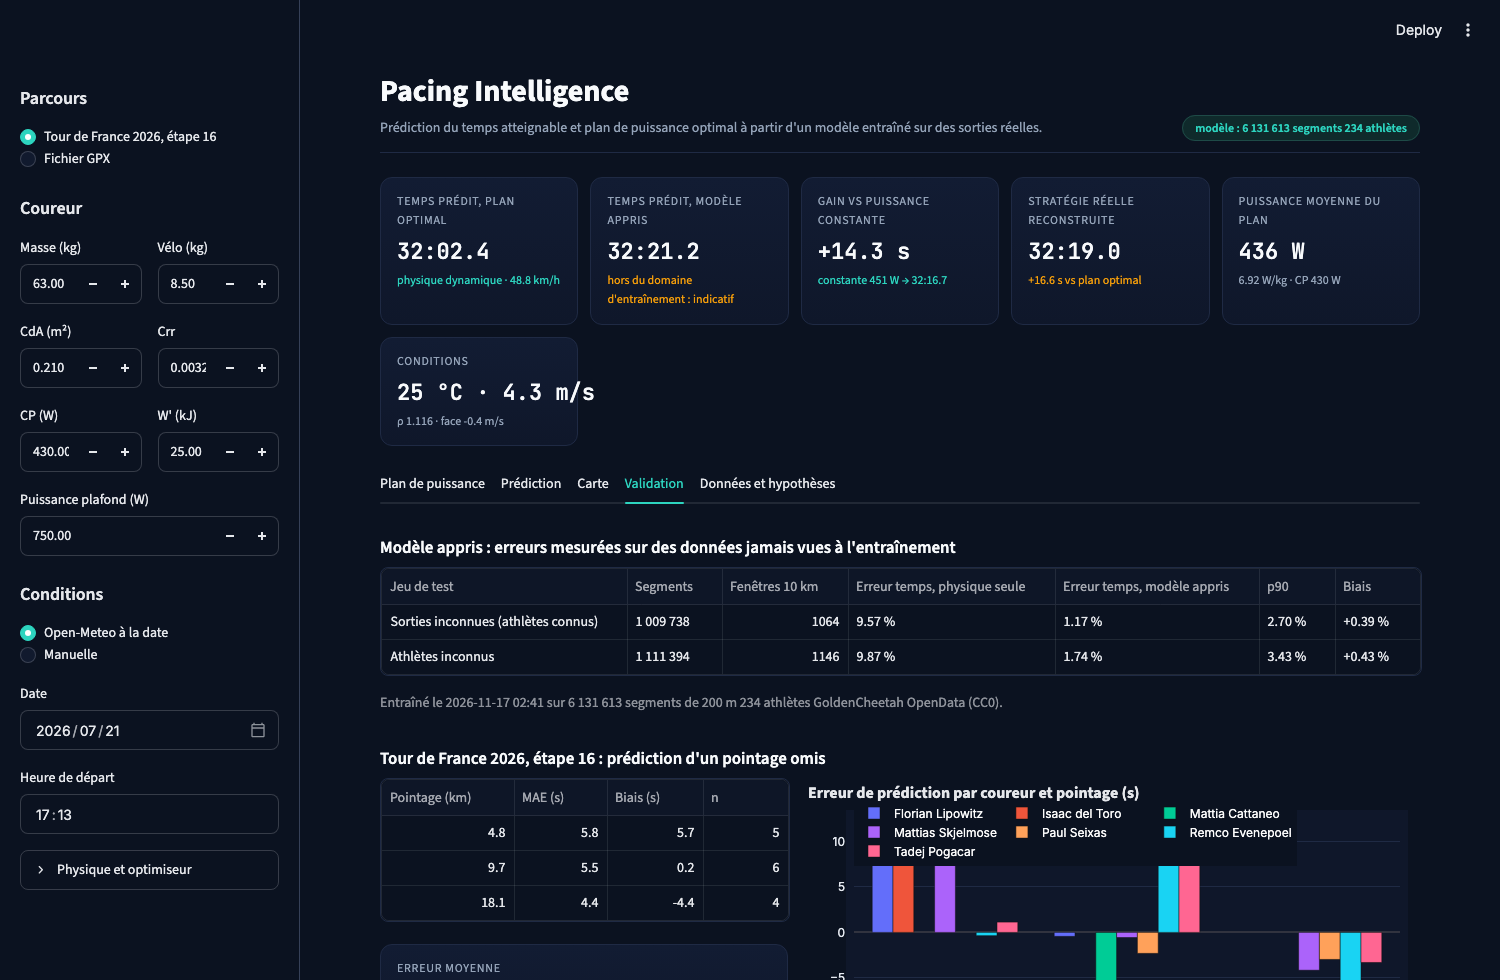 Deploy
Parcours
Tour de France 2026, étape 16
Fichier GPX
Coureur
Masse (kg)
Vélo (kg)
63.00
8.50
CdA (m²)
Crr
0.210
0.0032
CP (W)
W' (kJ)
430.00
25.00
Puissance plafond (W)
750.00
Conditions
Open-Meteo à la date
Manuelle
Date
2026/07/21
Heure de départ
17:13
Physique et optimiseur
Pacing Intelligence
Prédiction du temps atteignable et plan de puissance optimal à partir d'un modèle entraîné sur des sorties réelles.
modèle : 6 131 613 segments 234 athlètes
TEMPS PRÉDIT, PLAN
OPTIMAL
32:02.4
physique dynamique · 48.8 km/h
TEMPS PRÉDIT, MODÈLE
APPRIS
32:21.2
hors du domaine
d'entraînement : indicatif
GAIN VS PUISSANCE
CONSTANTE
+14.3 s
constante 451 W → 32:16.7
STRATÉGIE RÉELLE
RECONSTRUITE
32:19.0
+16.6 s vs plan optimal
PUISSANCE MOYENNE DU
PLAN
436 W
6.92 W/kg · CP 430 W
CONDITIONS
25 °C · 4.3 m/s
ρ 1.116 · face -0.4 m/s
Plan de puissance
Prédiction
Carte
Validation
Données et hypothèses
Modèle appris : erreurs mesurées sur des données jamais vues à l'entraînement
Jeu de test Segments Fenêtres 10 km Erreur temps, physique seule Erreur temps, modèle appris p90 Biais
Sorties inconnues (athlètes connus) 1 009 738 1064 9.57 % 1.17 % 2.70 % +0.39 %
Athlètes inconnus 1 111 394 1146 9.87 % 1.74 % 3.43 % +0.43 %
Entraîné le 2026-11-17 02:41 sur 6 131 613 segments de 200 m 234 athlètes GoldenCheetah OpenData (CC0).
Tour de France 2026, étape 16 : prédiction d'un pointage omis
Pointage (km) MAE (s) Biais (s) n
4.8 5.8 5.7 5
9.7 5.5 0.2 6
18.1 4.4 -4.4 4
ERREUR MOYENNE
Erreur de prédiction par coureur et pointage (s)
Florian Lipowitz Isaac del Toro Mattia Cattaneo
Mattias Skjelmose Paul Seixas Remco Evenepoel
Tadej Pogacar
10
5
0
−5